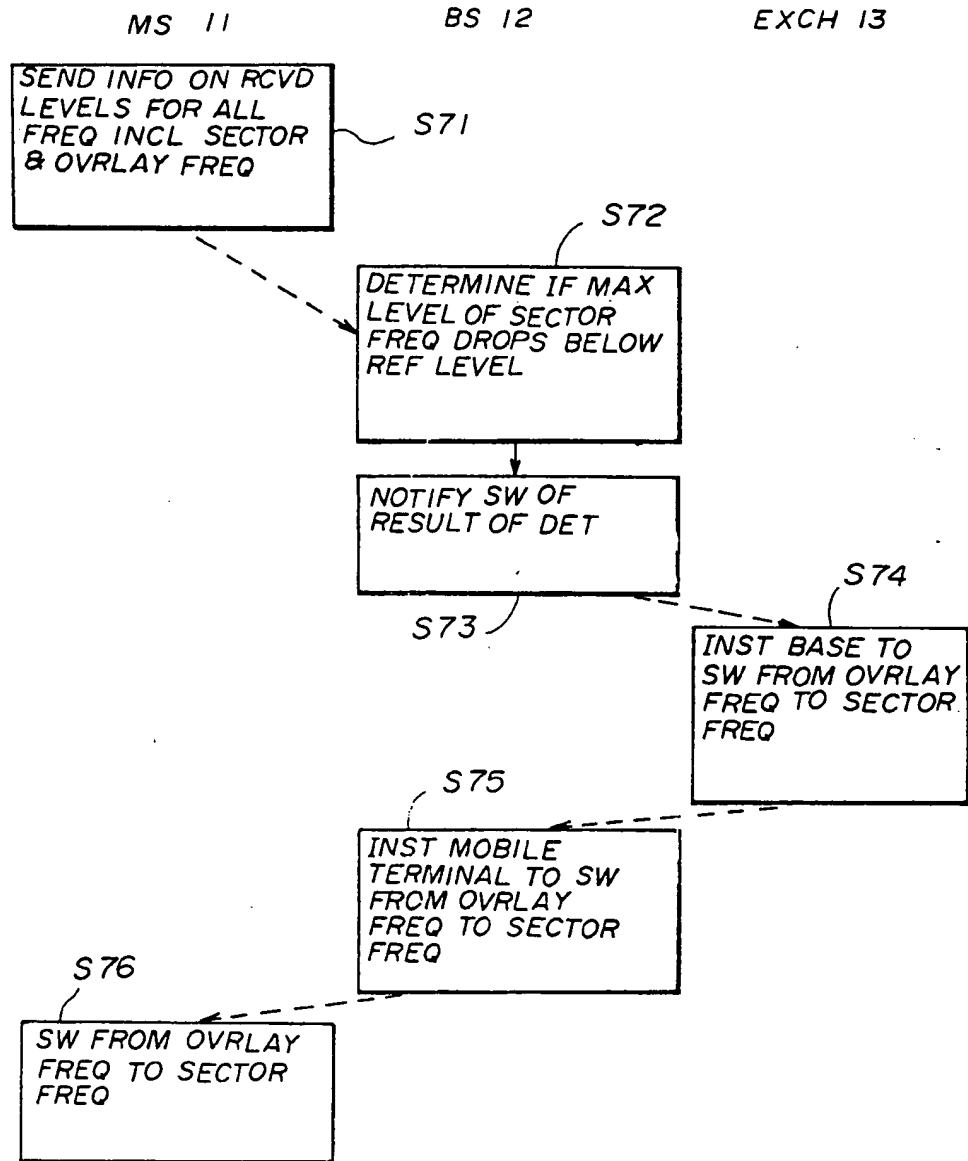 MS 11
BS 12
EXCH 13
SEND INFO ON RCVD
LEVELS FOR ALL
FREQ INCL SECTOR
& OVRLAY FREQ
S71
S72
DETERMINE IF MAX
LEVEL OF SECTOR
FREQ DROPS BELOW
REF LEVEL
NOTIFY SW OF
RESULT OF DET
S73
S74
INST BASE TO
SW FROM OVRLAY
FREQ TO SECTOR
FREQ
S75
INST MOBILE
TERMINAL TO SW
FROM OVRLAY
FREQ TO SECTOR
FREQ
S76
SW FROM OVRLAY
FREQ TO SECTOR
FREQ